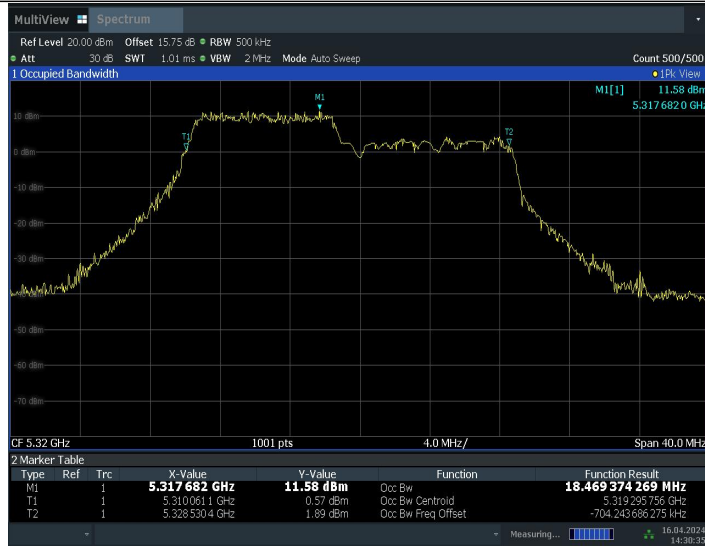 MultiView Spectrum
Ref Level 20.00 dBm Offset 15.75 dB RBW 500 kHz
Att 30 dB SWT 1.01 ms VBW 2 MHz Mode Auto Sweep Count 500/500
1 Occupied Bandwidth 1Pk View
M1[1] 11.58 dBm
5.317 682 0 GHz
M1
10 dBm
T1
T2
0 dBm
-10 dBm
-20 dBm
-30 dBm
-40 dBm
-50 dBm
-60 dBm
-70 dBm
CF 5.32 GHz 1001 pts 4.0 MHz/ Span 40.0 MHz
2 Marker Table
Type Ref Trc X-Value Y-Value Function Function Result
M1 1 5.317 682 GHz 11.58 dBm Occ Bw 18.469 374 269 MHz
T1 1 5.310 061 1 GHz 0.57 dBm Occ Bw Centroid 5.319 295 756 GHz
T2 1 5.328 530 4 GHz 1.89 dBm Occ Bw Freq Offset -704.243 686 275 kHz
Measuring... 16.04.2024
14:30:35